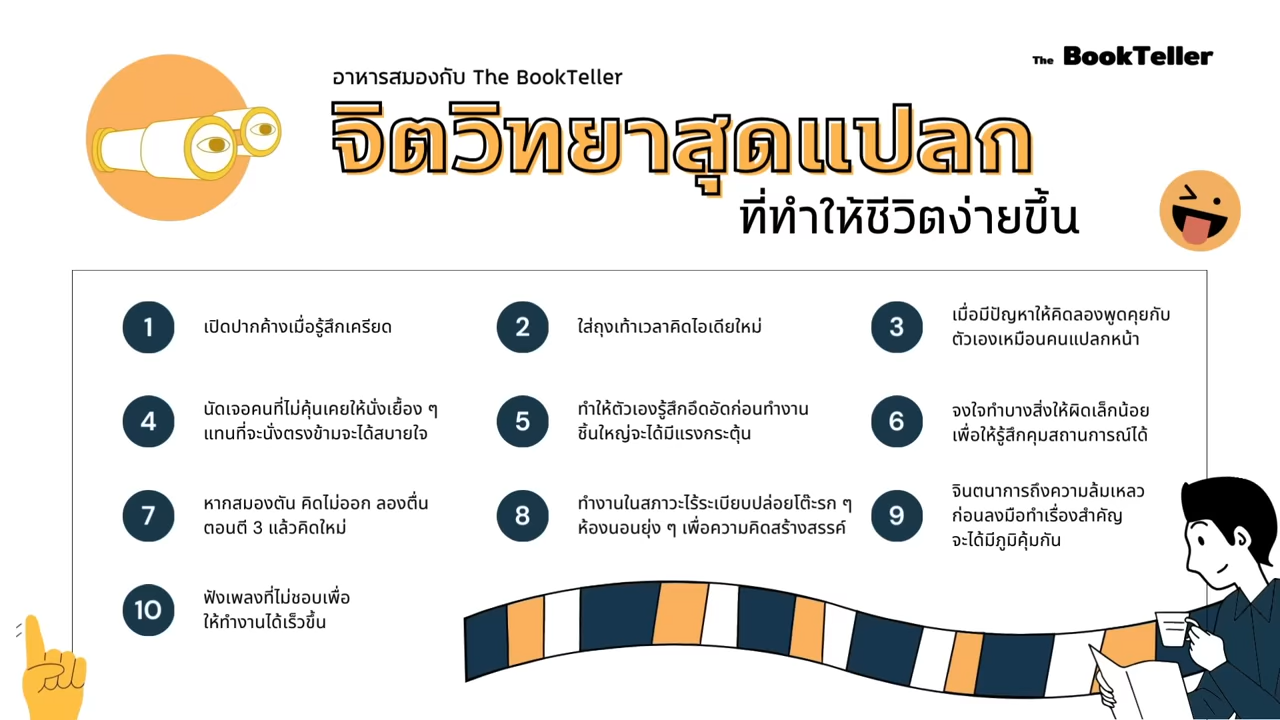 The BookTeller
อาหารสมองกับ The BookTeller
จิตวิทยาสุดแปลก
ที่ทำให้ชีวิตง่ายขึ้น
1
เปิดปากค้างเมื่อรู้สึกเครียด
2
ใส่ถุงเท้าเวลาคิดไอเดียใหม่
3
เมื่อมีปัญหาให้คิดลองพูดคุยกับ
ตัวเองเหมือนคนแปลกหน้า
4
นัดเจอคนที่ไม่คุ้นเคยให้นั่งเยื้อง ๆ
แทนที่จะนั่งตรงข้ามจะได้สบายใจ
5
ทำให้ตัวเองรู้สึกอึดอัดก่อนทำงาน
ชิ้นใหญ่จะได้มีแรงกระตุ้น
6
จงใจทำบางสิ่งให้ผิดเล็กน้อย
เพื่อให้รู้สึกคุมสถานการณ์ได้
7
หากสมองตัน คิดไม่ออก ลองตื่น
ตอนตี 3 แล้วคิดใหม่
8
ทำงานในสภาวะไร้ระเบียบปล่อยโต๊ะรก ๆ
ห้องนอนยุ่ง ๆ เพื่อความคิดสร้างสรรค์
9
จินตนาการถึงความล้มเหลว
ก่อนลงมือทำเรื่องสำคัญ
จะได้มีภูมิคุ้มกัน
10
ฟังเพลงที่ไม่ชอบเพื่อ
ให้ทำงานได้เร็วขึ้น